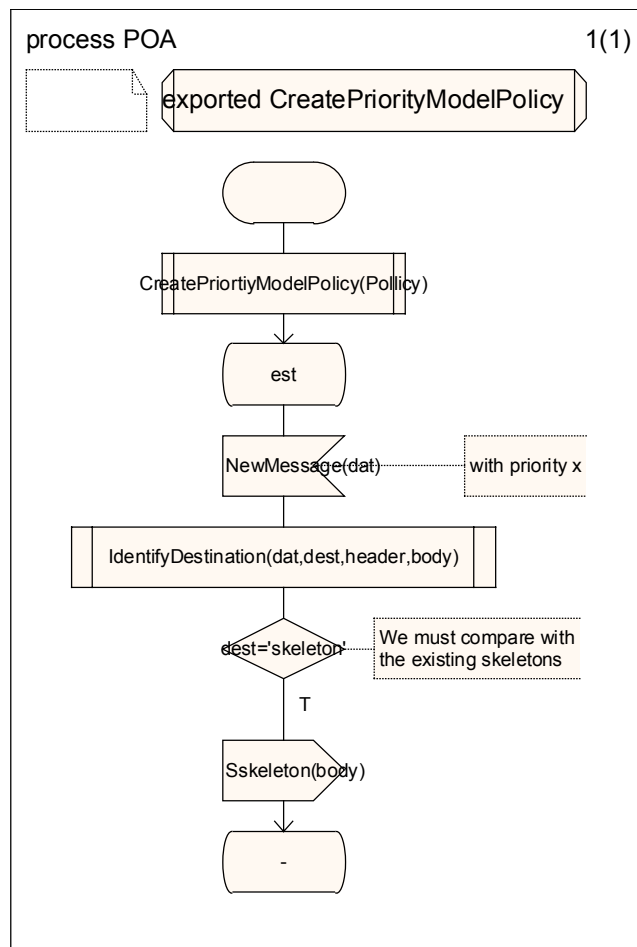 process POA
1(1)
exported CreatePriorityModelPolicy
CreatePriortiyModelPolicy(Pollicy)
est
NewMessage(dat)
with priority x
IdentifyDestination(dat,dest,header,body)
dest='skeleton'
We must compare with
the existing skeletons
T
Sskeleton(body)
-